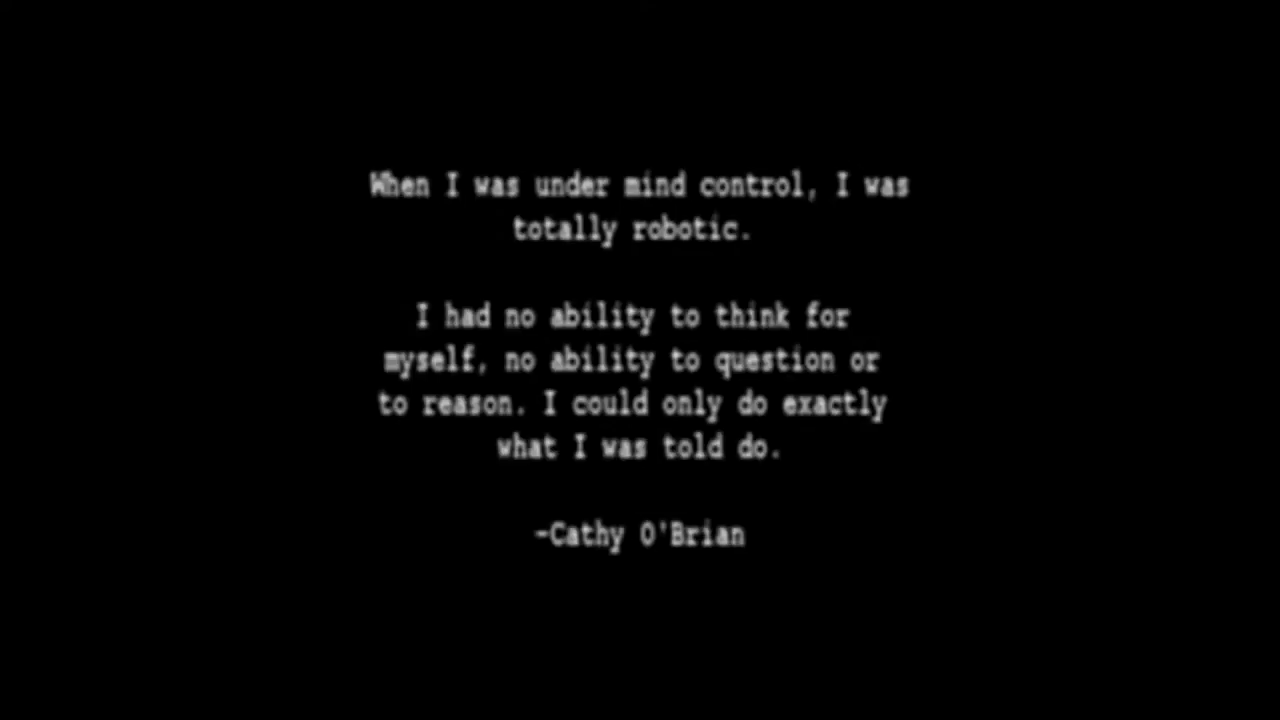 When I was under mind control, I was
totally robotic.
I had no ability to think for
myself, no ability to question or
to reason. I could only do exactly
what I was told do.
-Cathy O'Brian